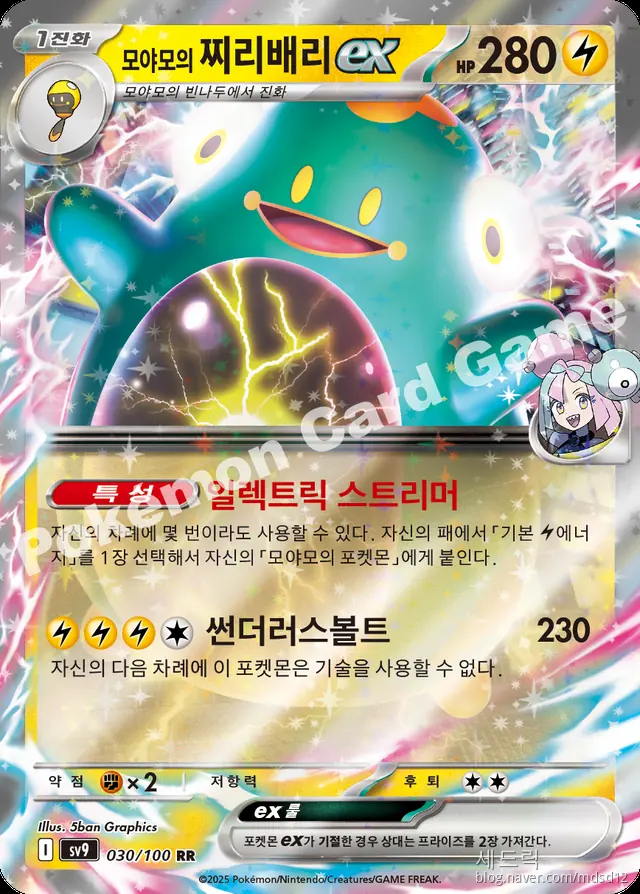 1진화
모야모의 찌리배리 ex HP 280
모야모의 빈나두에서 진화
Pokémon Card Game
특성 일렉트릭 스트리머
자신의 차례에 몇 번이라도 사용할 수 있다. 자신의 패에서 「기본 에너
지」를 1장 선택해서 자신의 「모야모의 포켓몬」에게 붙인다.
썬더러스볼트 230
자신의 다음 차례에 이 포켓몬은 기술을 사용할 수 없다.
약점 ×2 저항력 후퇴
ex 룰
포켓몬 ex가 기절한 경우 상대는 프라이즈를 2장 가져간다.
Illus. 5ban Graphics
I sv9 030/100 RR
©2025 Pokémon/Nintendo/Creatures/GAME FREAK.
세드릭
blog.naver.com/mdsd12